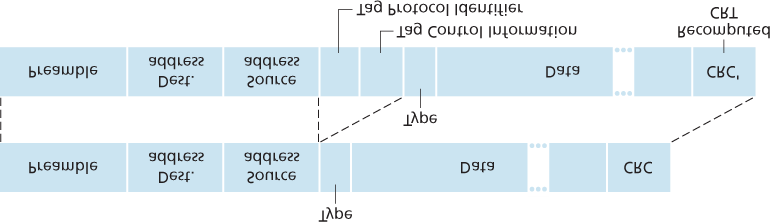 Type
Preamble
Dest.
address
Source
address
Data
CRC
Type
Preamble
Dest.
address
Source
address
Data
CRC'
Tag Control Information
Tag Protocol Identifier
Recomputed
CRT